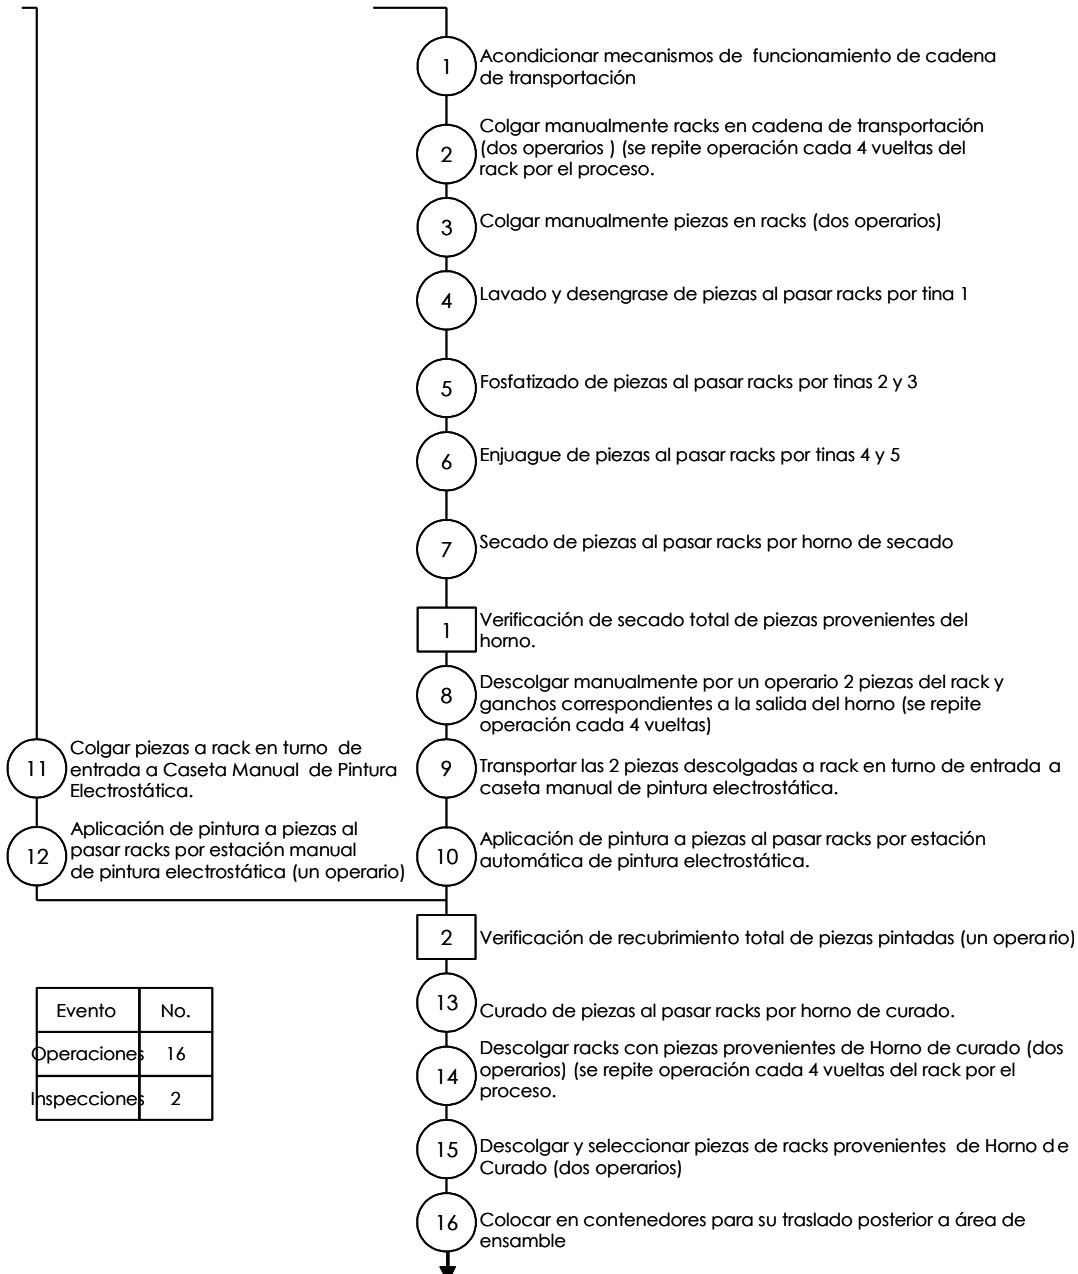 1
Acondicionar mecanismos de funcionamiento de cadena
de transportación
2
Colgar manualmente racks en cadena de transportación
(dos operarios ) (se repite operación cada 4 vueltas del
rack por el proceso.
3
Colgar manualmente piezas en racks (dos operarios)
4
Lavado y desengrase de piezas al pasar racks por tina 1
5
Fosfatizado de piezas al pasar racks por tinas 2 y 3
6
Enjuague de piezas al pasar racks por tinas 4 y 5
7
Secado de piezas al pasar racks por horno de secado
1
Verificación de secado total de piezas provenientes del
horno.
8
Descolgar manualmente por un operario 2 piezas del rack y
ganchos correspondientes a la salida del horno (se repite
operación cada 4 vueltas)
11
Colgar piezas a rack en turno de
entrada a Caseta Manual de Pintura
Electrostática.
9
Transportar las 2 piezas descolgadas a rack en turno de entrada a
caseta manual de pintura electrostática.
12
Aplicación de pintura a piezas al
pasar racks por estación manual
de pintura electrostática (un operario)
10
Aplicación de pintura a piezas al pasar racks por estación
automática de pintura electrostática.
2
Verificación de recubrimiento total de piezas pintadas (un operario)
13
Curado de piezas al pasar racks por horno de curado.
14
Descolgar racks con piezas provenientes de Horno de curado (dos
operarios) (se repite operación cada 4 vueltas del rack por el
proceso.
15
Descolgar y seleccionar piezas de racks provenientes de Horno de
Curado (dos operarios)
16
Colocar en contenedores para su traslado posterior a área de
ensamble
Evento No.
Operaciones 16
Inspecciones 2